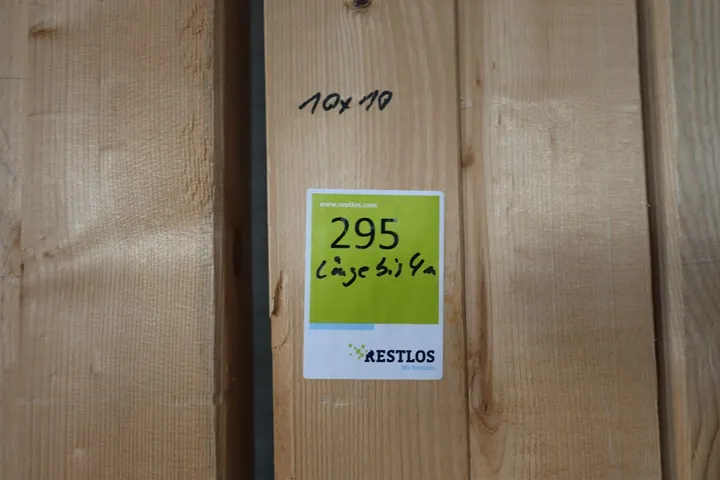 10x10
www.restlos.com
295
Länge bis 4m
RESTLOS